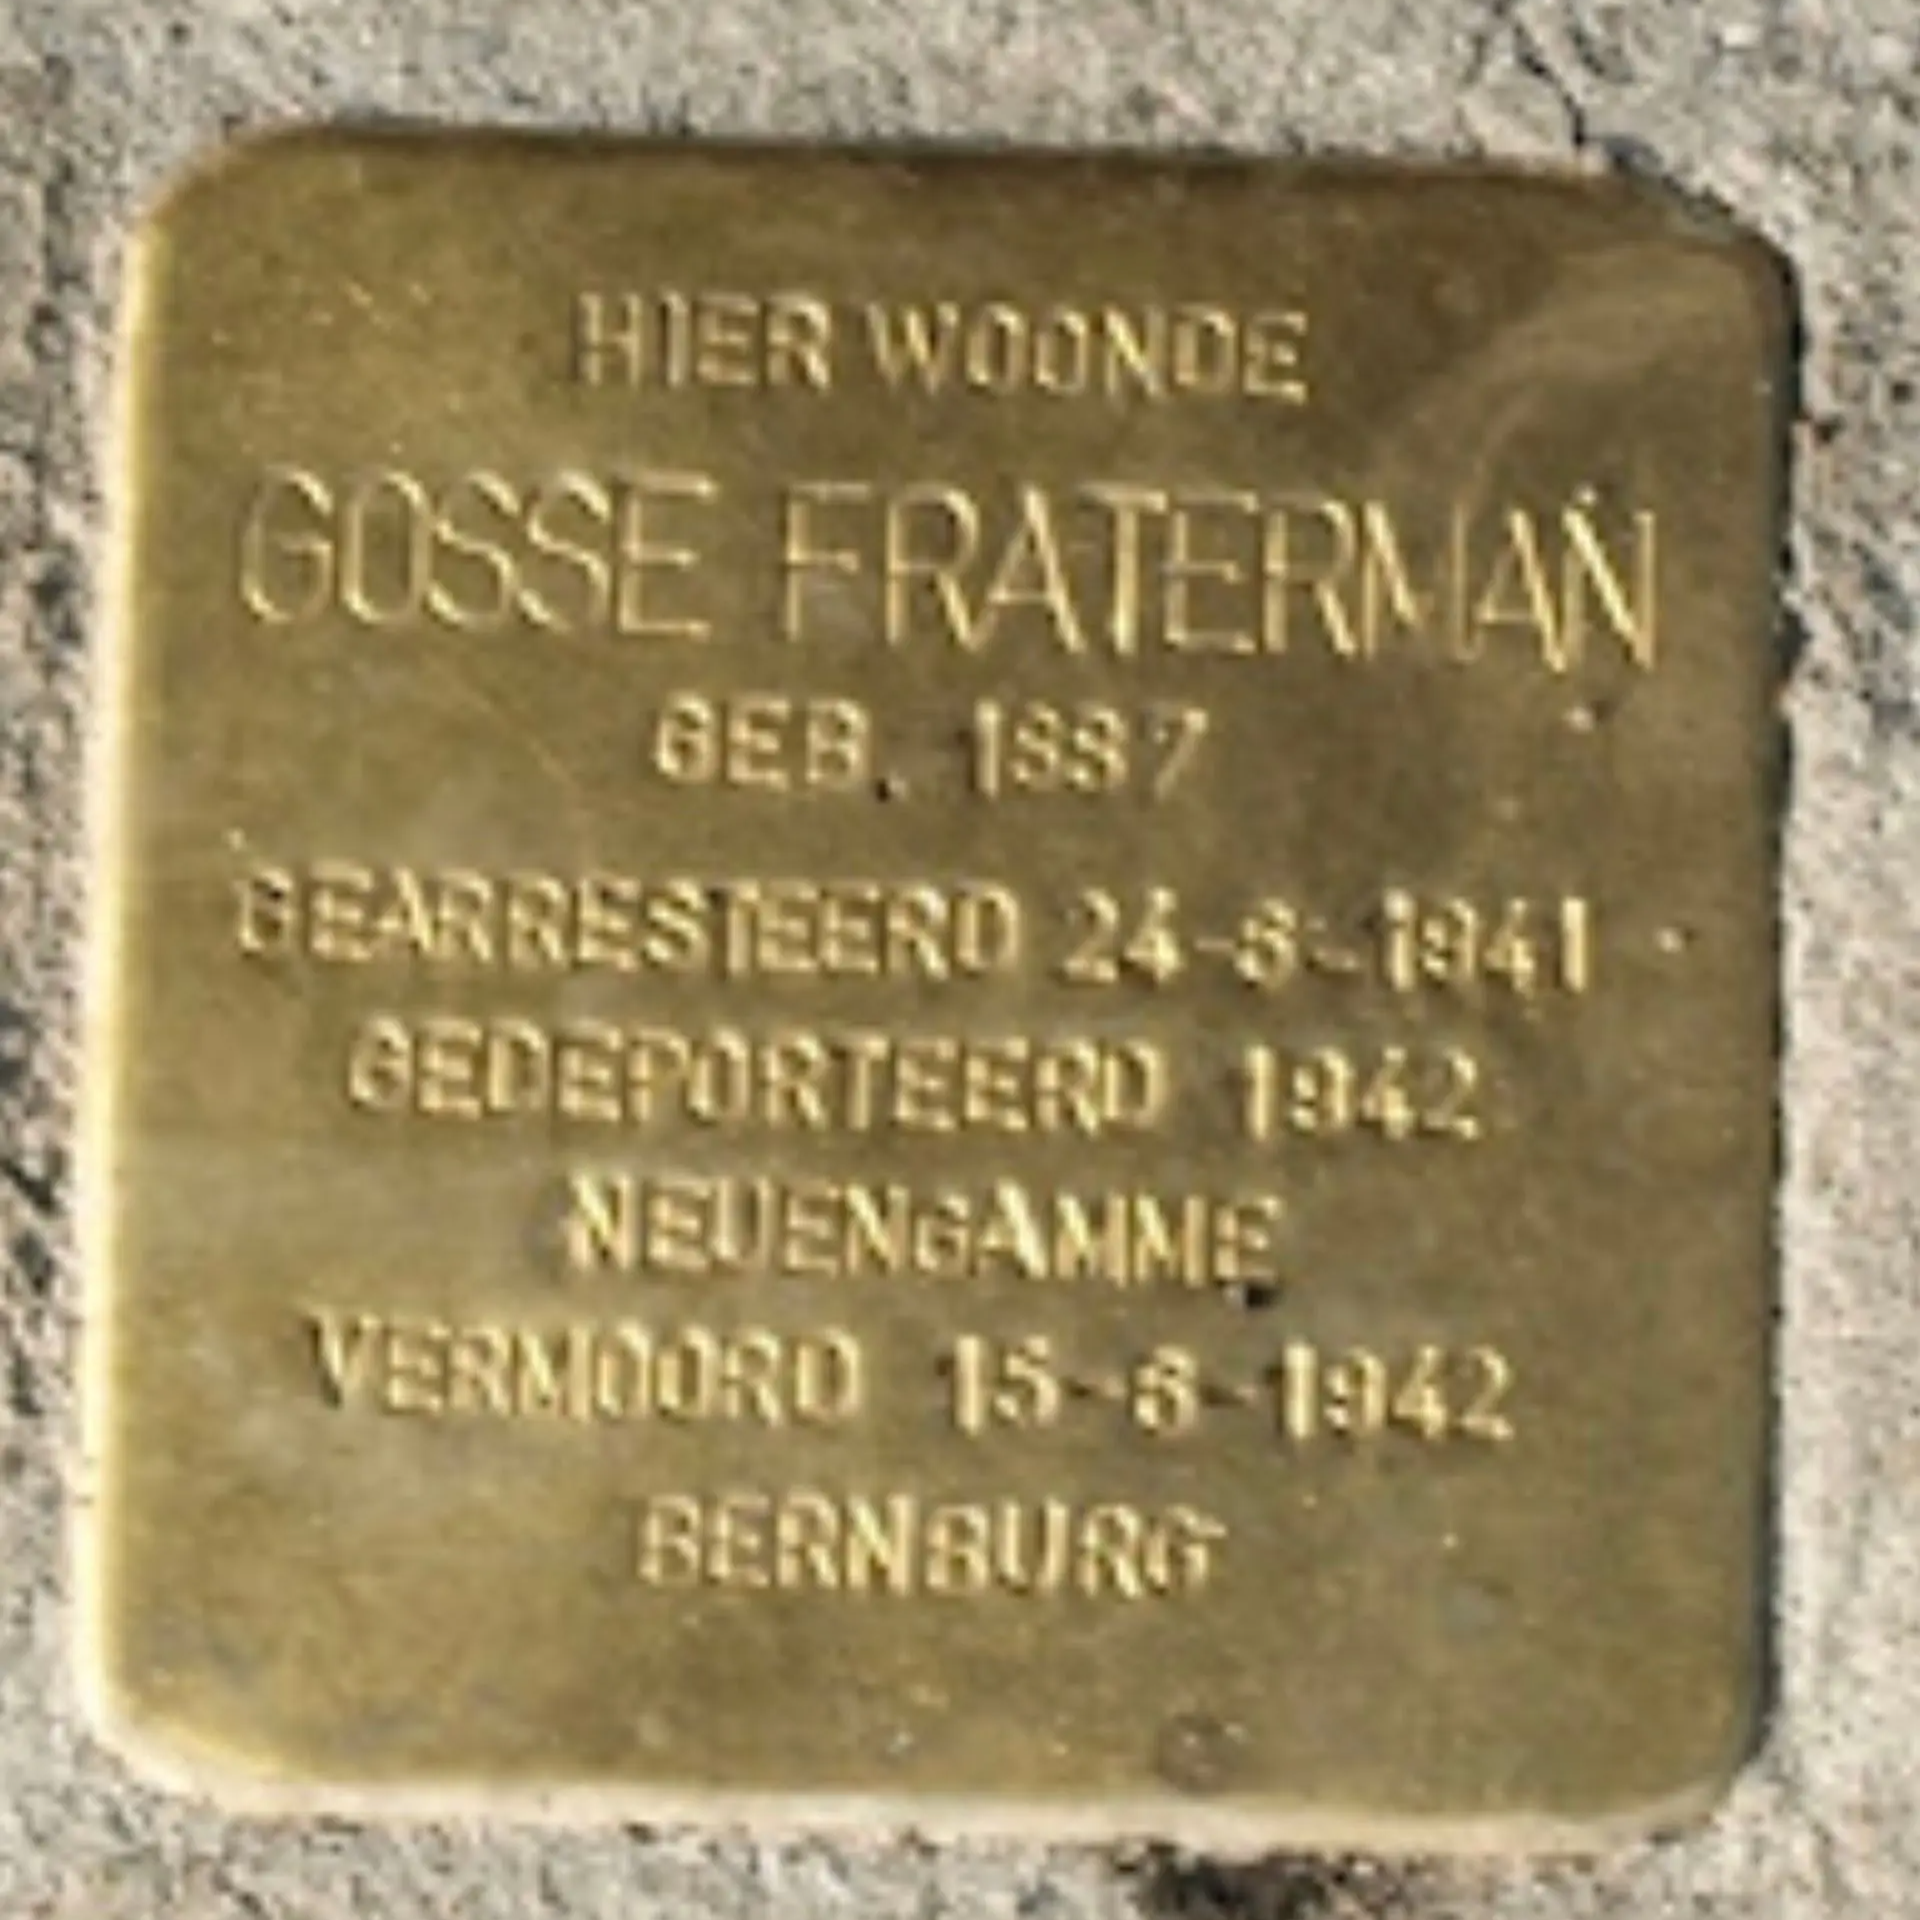 HIER WOONDE
GOSSE FRATERMAN
GEB. 1887
GEARRESTEERD 24-6-1941
GEDEPORTEERD 1942
NEUENGAMME
VERMOORD 15-6-1942
BERNBURG